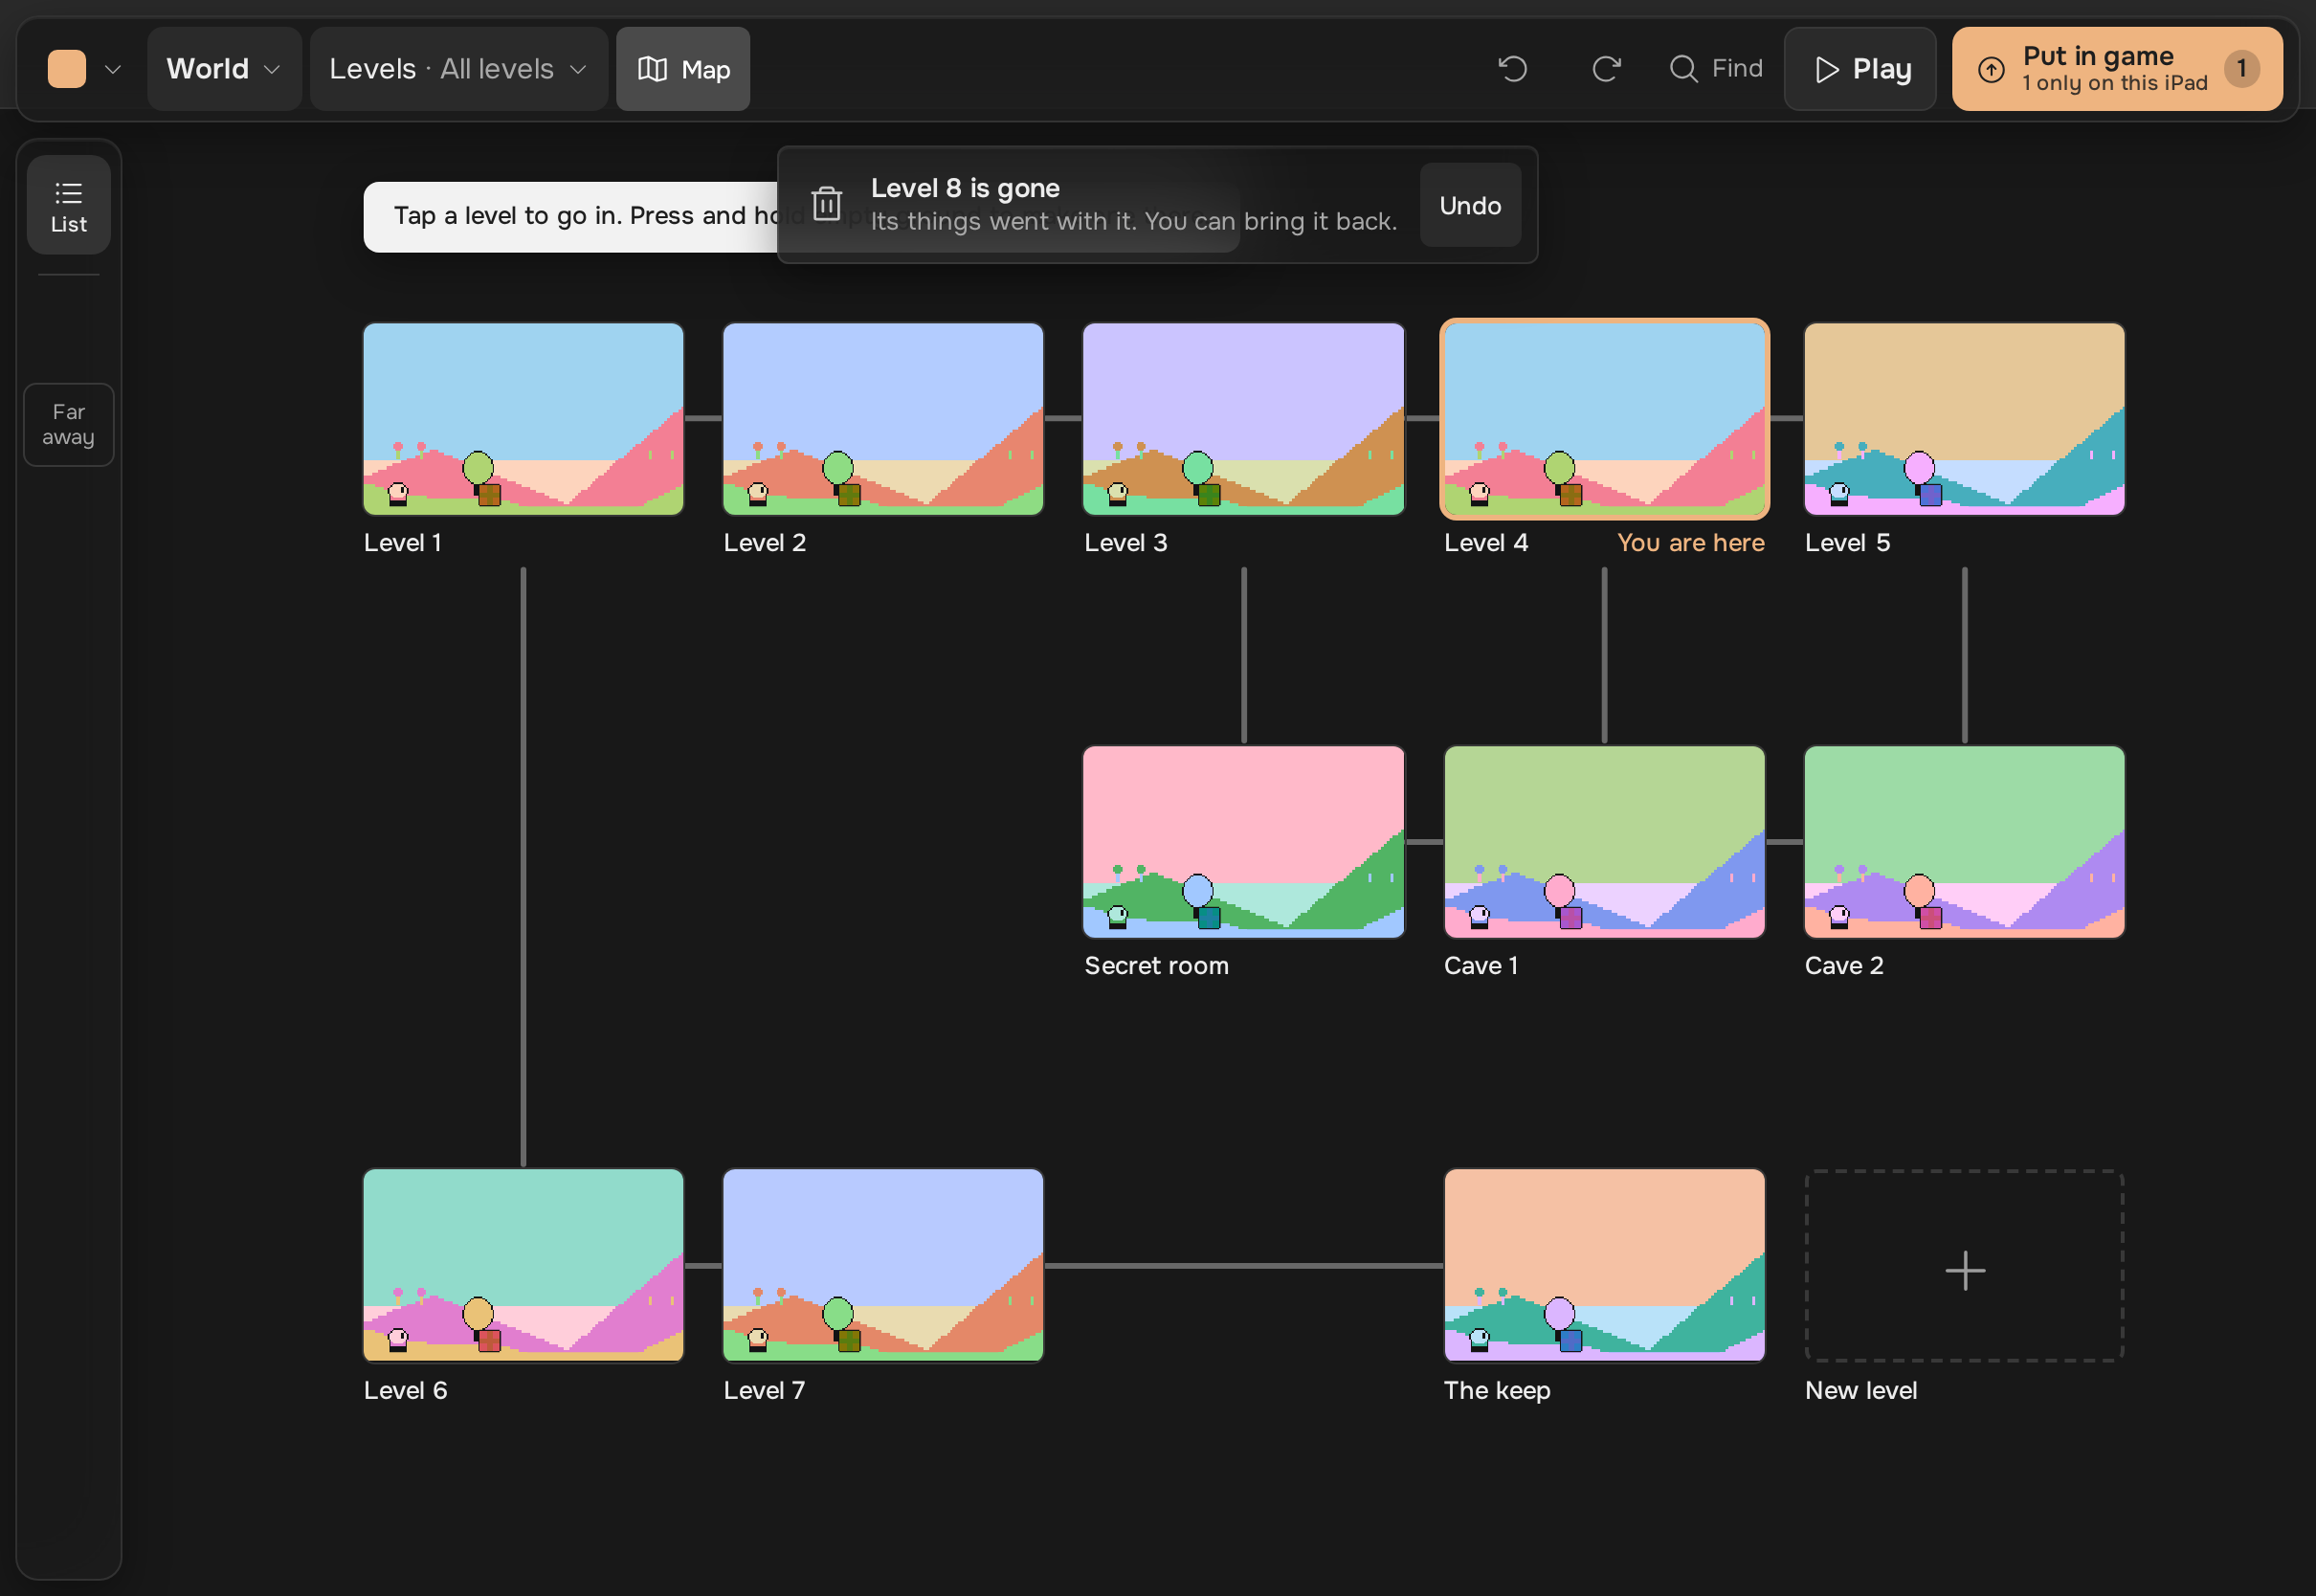 World
Levels · All levels
Map
Find
Play
Put in game
1 only on this iPad
1
List
Far
away
Tap a level to go in. Press and hold
Level 8 is gone
Its things went with it. You can bring it back.
Undo
Level 1
Level 2
Level 3
Level 4
You are here
Level 5
Secret room
Cave 1
Cave 2
Level 6
Level 7
The keep
New level